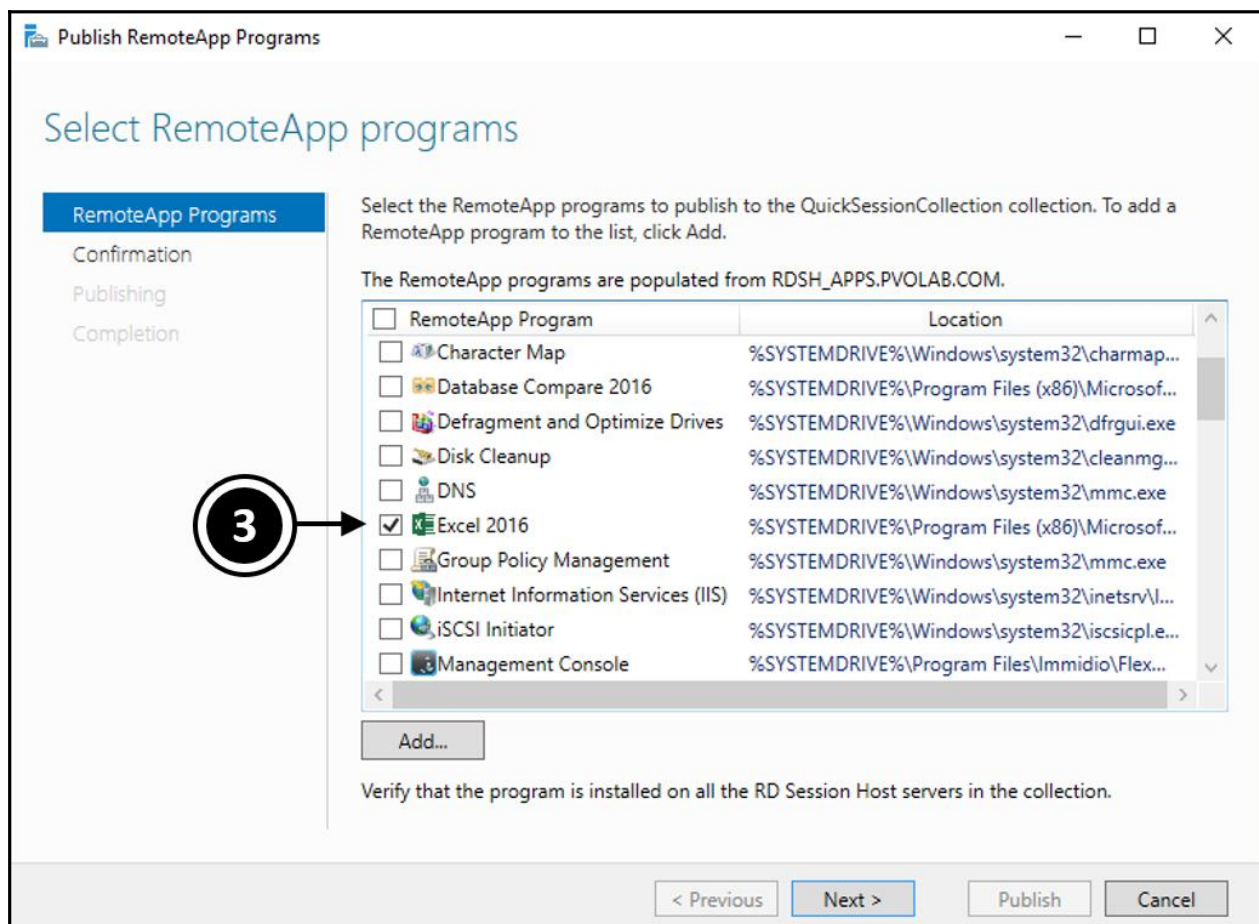 Publish RemoteApp Programs
Select RemoteApp programs
RemoteApp Programs
Confirmation
Publishing
Completion
Select the RemoteApp programs to publish to the QuickSessionCollection collection. To add a
RemoteApp program to the list, click Add.
The RemoteApp programs are populated from RDSH_APPS.PVOLAB.COM.
RemoteApp Program Location
Character Map %SYSTEMDRIVE%\Windows\system32\charmap...
Database Compare 2016 %SYSTEMDRIVE%\Program Files (x86)\Microsof...
Defragment and Optimize Drives %SYSTEMDRIVE%\Windows\system32\dfrgui.exe
Disk Cleanup %SYSTEMDRIVE%\Windows\system32\cleanmg...
DNS %SYSTEMDRIVE%\Windows\system32\mmc.exe
3 Excel 2016 %SYSTEMDRIVE%\Program Files (x86)\Microsof...
Group Policy Management %SYSTEMDRIVE%\Windows\system32\mmc.exe
Internet Information Services (IIS) %SYSTEMDRIVE%\Windows\system32\inetsrv\I...
iSCSI Initiator %SYSTEMDRIVE%\Windows\system32\iscsicpl.e...
Management Console %SYSTEMDRIVE%\Program Files\Immidio\Flex...
Add...
Verify that the program is installed on all the RD Session Host servers in the collection.
< Previous Next > Publish Cancel